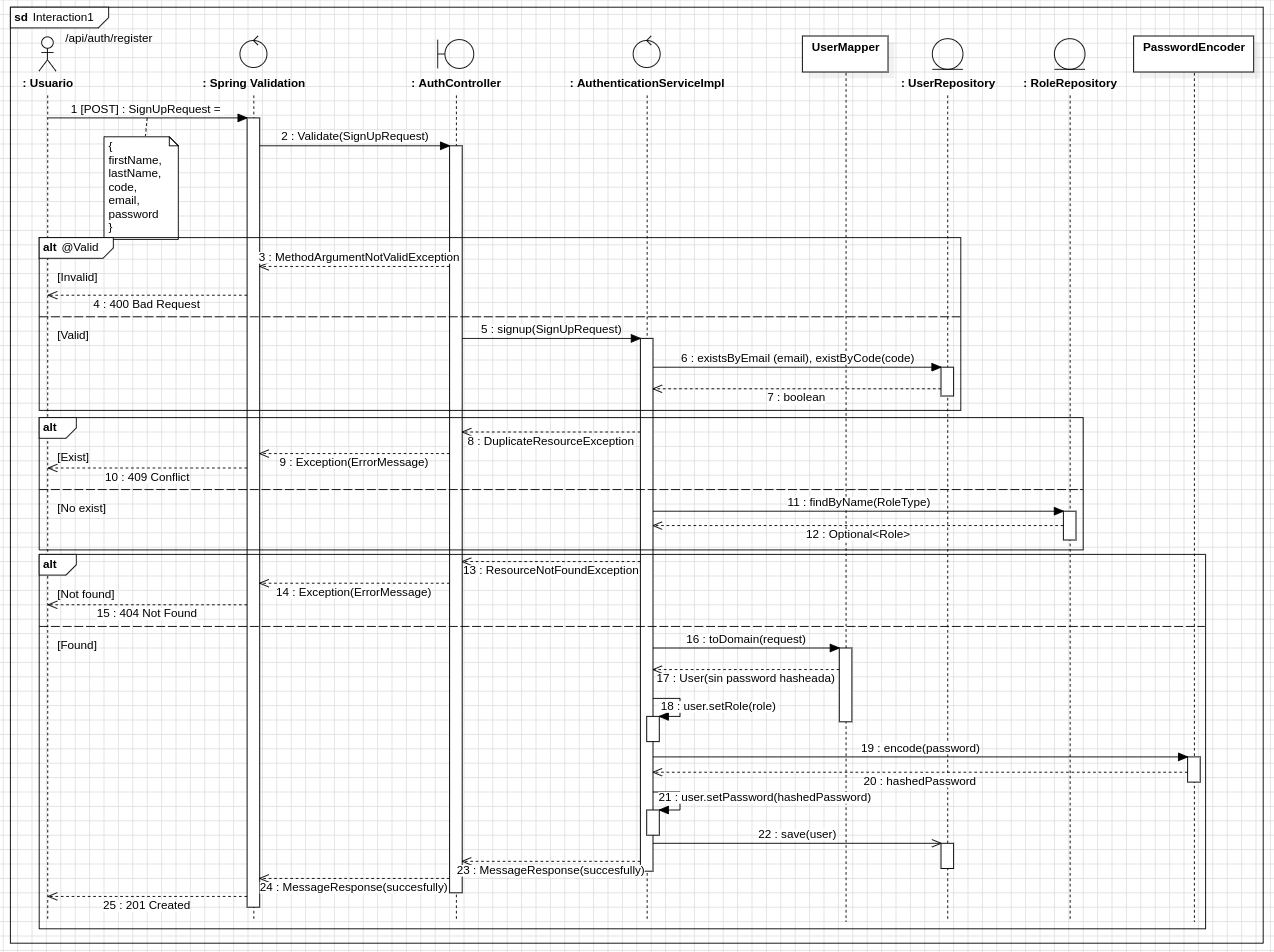 sd Interaction1
/api/auth/register
: Usuario
: Spring Validation
: AuthController
: AuthenticationServiceImpl
UserMapper
: UserRepository
: RoleRepository
PasswordEncoder
1 [POST] : SignUpRequest =
2 : Validate(SignUpRequest)
{
firstName,
lastName,
code,
email,
password
}
alt @Valid
3 : MethodArgumentNotValidException
[Invalid]
4 : 400 Bad Request
[Valid]
5 : signup(SignUpRequest)
6 : existsByEmail (email), existByCode(code)
7 : boolean
alt
8 : DuplicateResourceException
[Exist]
9 : Exception(ErrorMessage)
10 : 409 Conflict
[No exist]
11 : findByName(RoleType)
12 : Optional<Role>
alt
13 : ResourceNotFoundException
[Not found]
14 : Exception(ErrorMessage)
15 : 404 Not Found
[Found]
16 : toDomain(request)
17 : User(sin password hasheada)
18 : user.setRole(role)
19 : encode(password)
20 : hashedPassword
21 : user.setPassword(hashedPassword)
22 : save(user)
23 : MessageResponse(succesfully)
24 : MessageResponse(succesfully)
25 : 201 Created